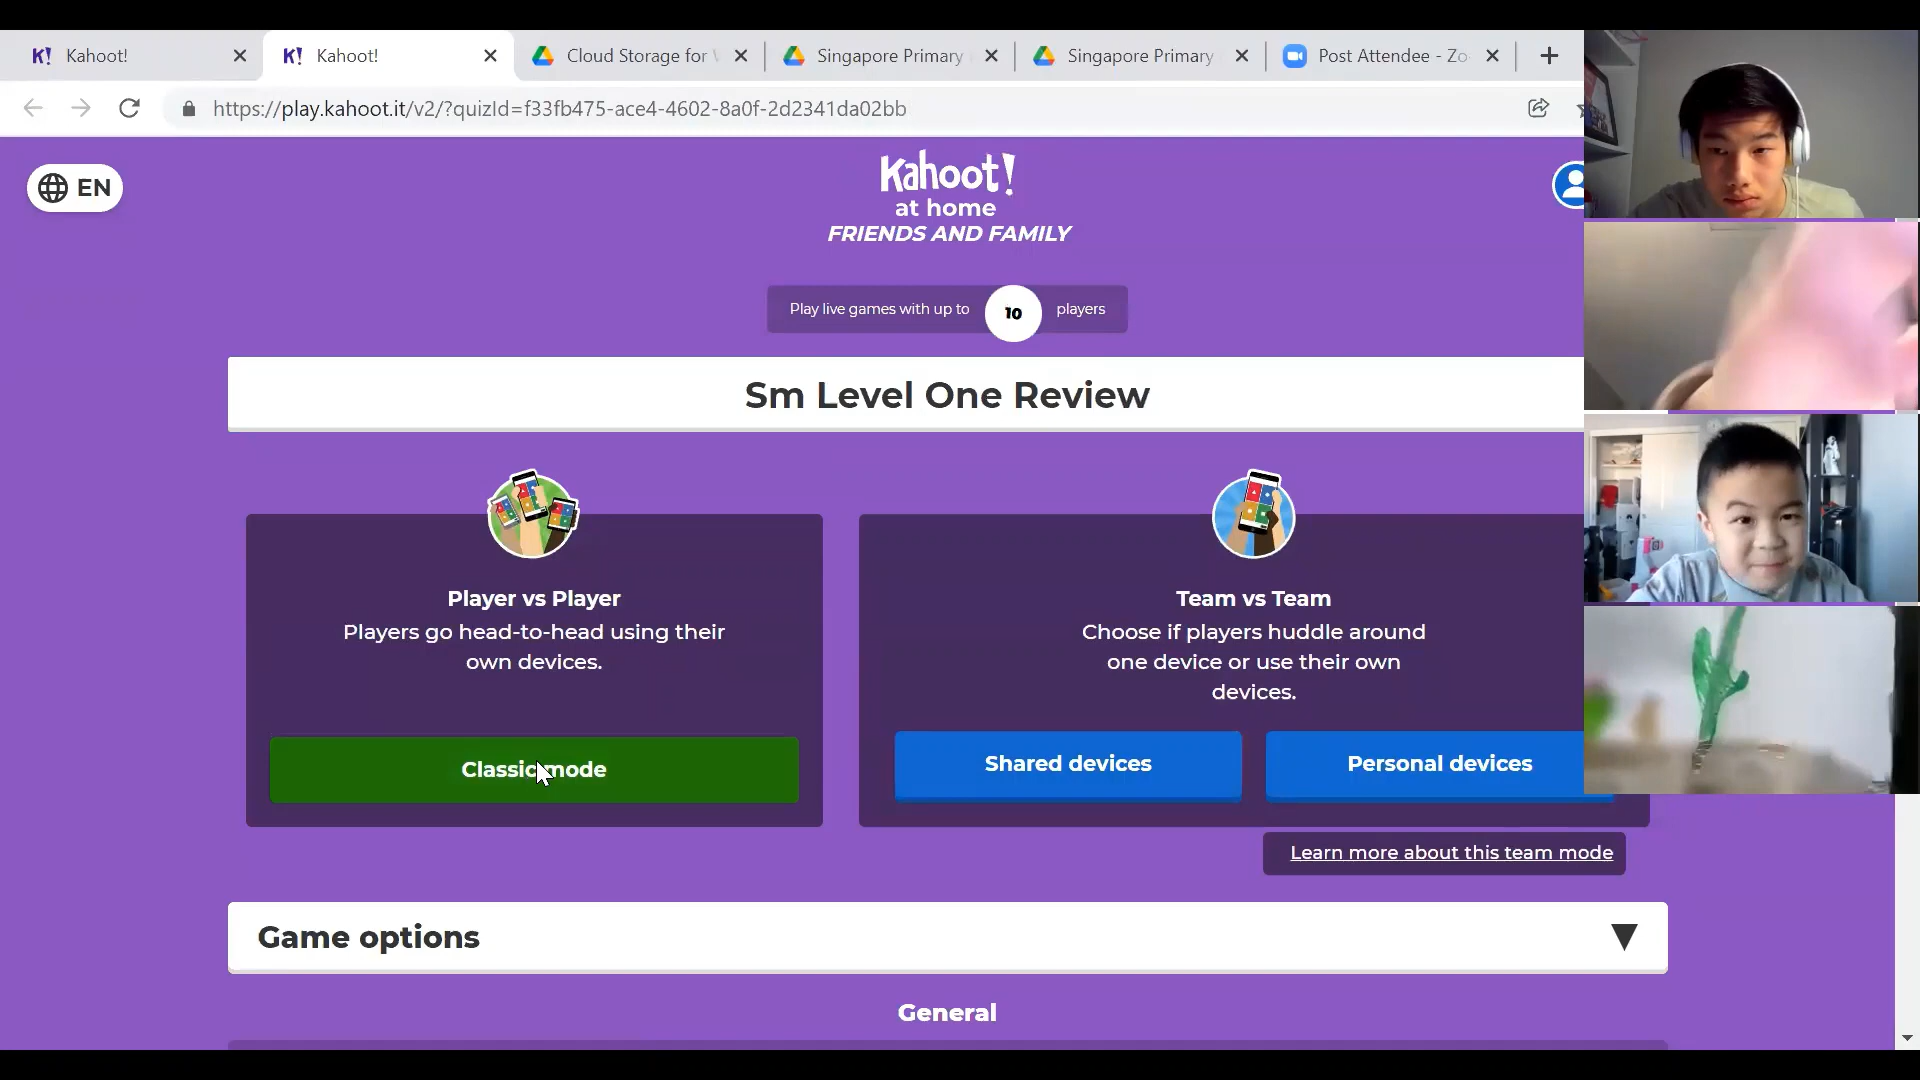 Kahoot!
Kahoot!
Cloud Storage for
Singapore Primary
Singapore Primary
Post Attendee - Zo
https://play.kahoot.it/v2/?quizId=f33fb475-ace4-4602-8a0f-2d2341da02bb
EN
Kahoot!
at home
FRIENDS AND FAMILY
Play live games with up to 10 players
Sm Level One Review
Player vs Player
Players go head-to-head using their
own devices.
Classic mode
Team vs Team
Choose if players huddle around
one device or use their own
devices.
Shared devices
Personal devices
Learn more about this team mode
Game options
General